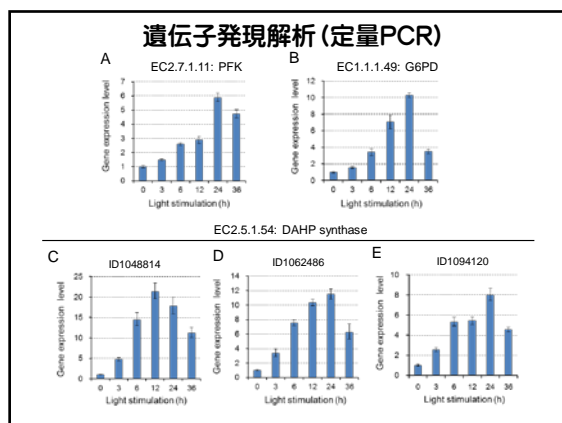 遺伝子発現解析(定量PCR)
A
EC2.7.1.11: PFK
Gene expression level
7
6
5
4
3
2
1
0 3 6 12 24 36
Light stimulation (h)
B
EC1.1.1.49: G6PD
Gene expression level
12
10
8
6
4
2
0
0 3 6 12 24 36
Light stimulation (h)
EC2.5.1.54: DAHP synthase
C
ID1048814
Gene expression level
25
20
15
10
5
0
0 3 6 12 24 36
Light stimulation (h)
D
ID1062486
Gene expression level
14
12
10
8
6
4
2
0
0 3 6 12 24 36
Light stimulation (h)
E
ID1094120
Gene expression level
10
8
6
4
2
0
0 3 6 12 24 36
Light stimulation (h)